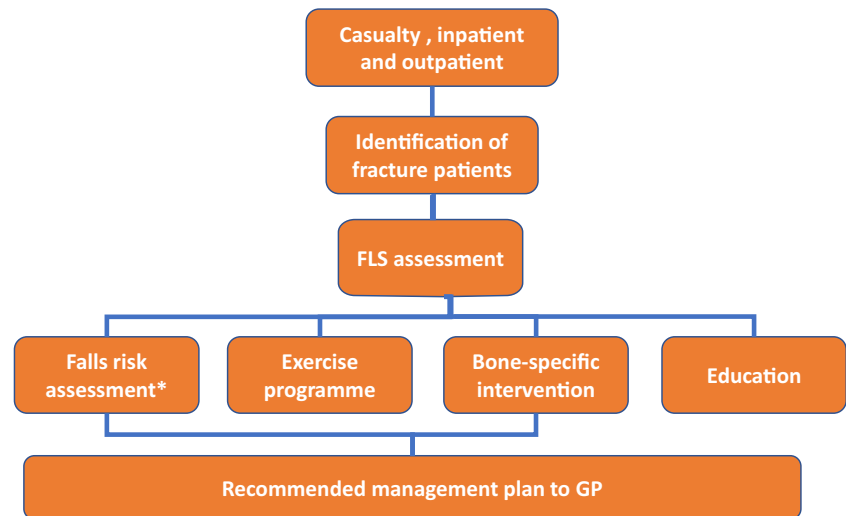 Casualty , inpatient
and outpatient
Identification of
fracture patients
FLS assessment
Falls risk
assessment*
Exercise
programme
Bone-specific
intervention
Education
Recommended management plan to GP